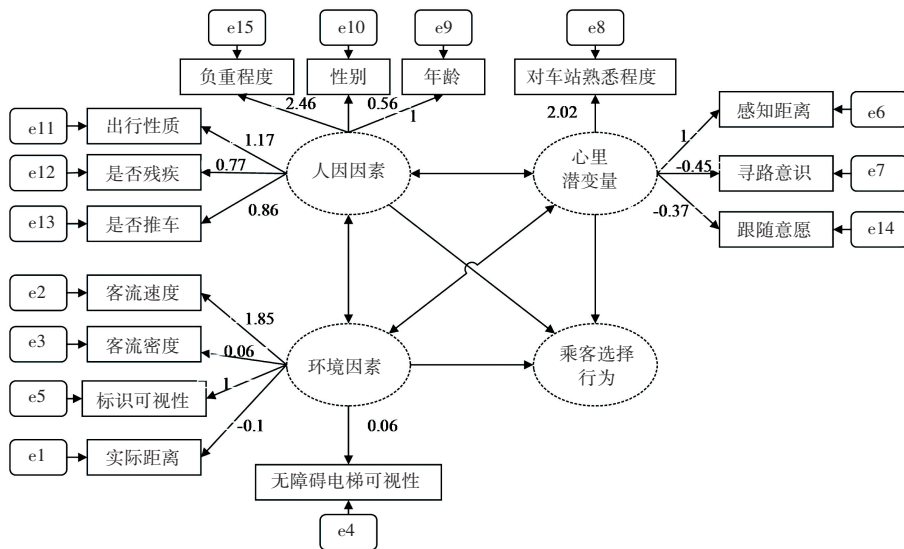 e15
e10
e9
e8
负重程度
性别
年龄
对车站熟悉程度
2.46
0.56
1
2.02
e11
出行性质
1.17
感知距离
e6
1
e12
是否残疾
0.77
人因因素
心里
潜变量
-0.45
寻路意识
e7
e13
是否推车
0.86
-0.37
跟随意愿
e14
e2
客流速度
1.85
e3
客流密度
0.06
环境因素
乘客选择
行为
e5
标识可视性
1
e1
实际距离
-0.1
0.06
无障碍电梯可视性
e4